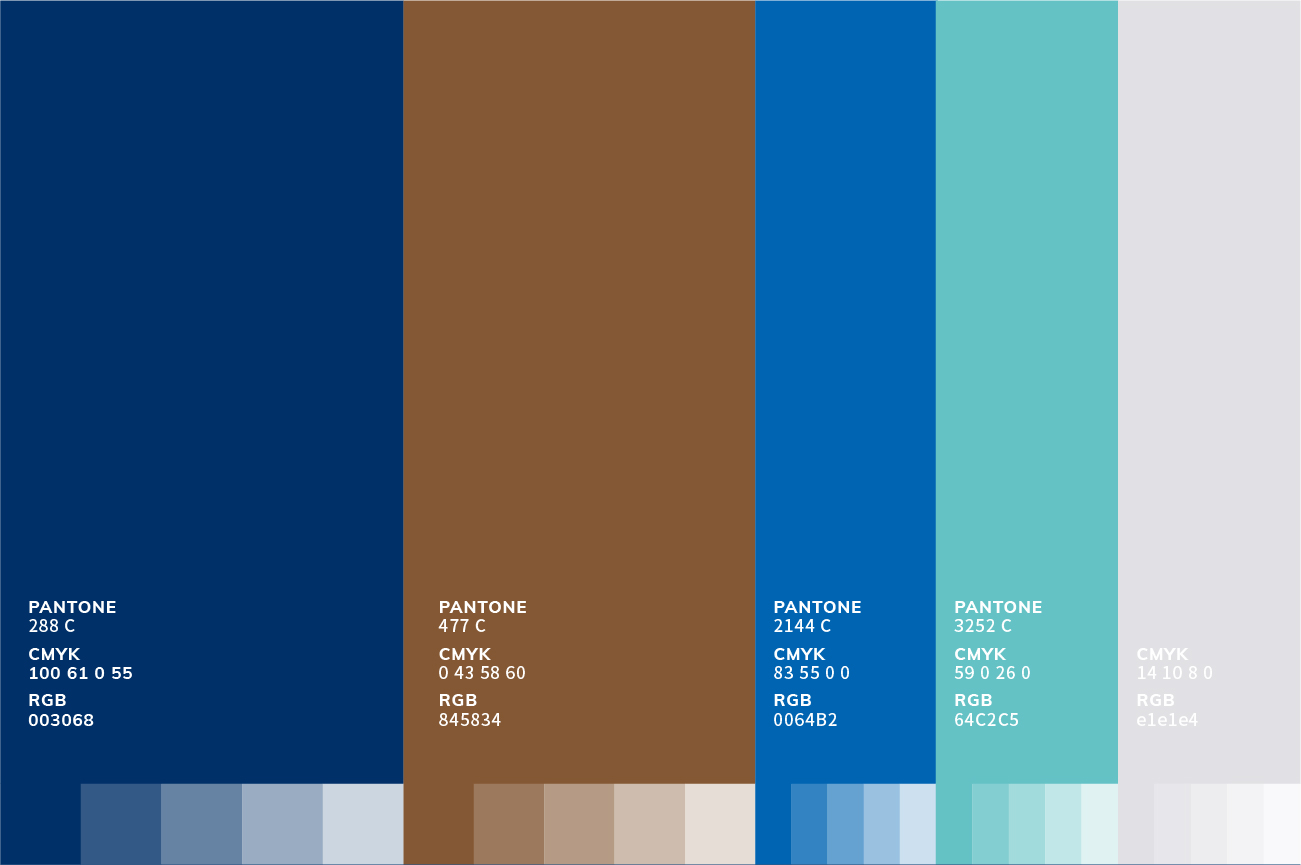 PANTONE
288 C
CMYK
100 61 0 55
RGB
003068
PANTONE
477 C
CMYK
0 43 58 60
RGB
845834
PANTONE
2144 C
CMYK
83 55 0 0
RGB
0064B2
PANTONE
3252 C
CMYK
59 0 26 0
RGB
64C2C5
CMYK
14 10 8 0
RGB
e1e1e4